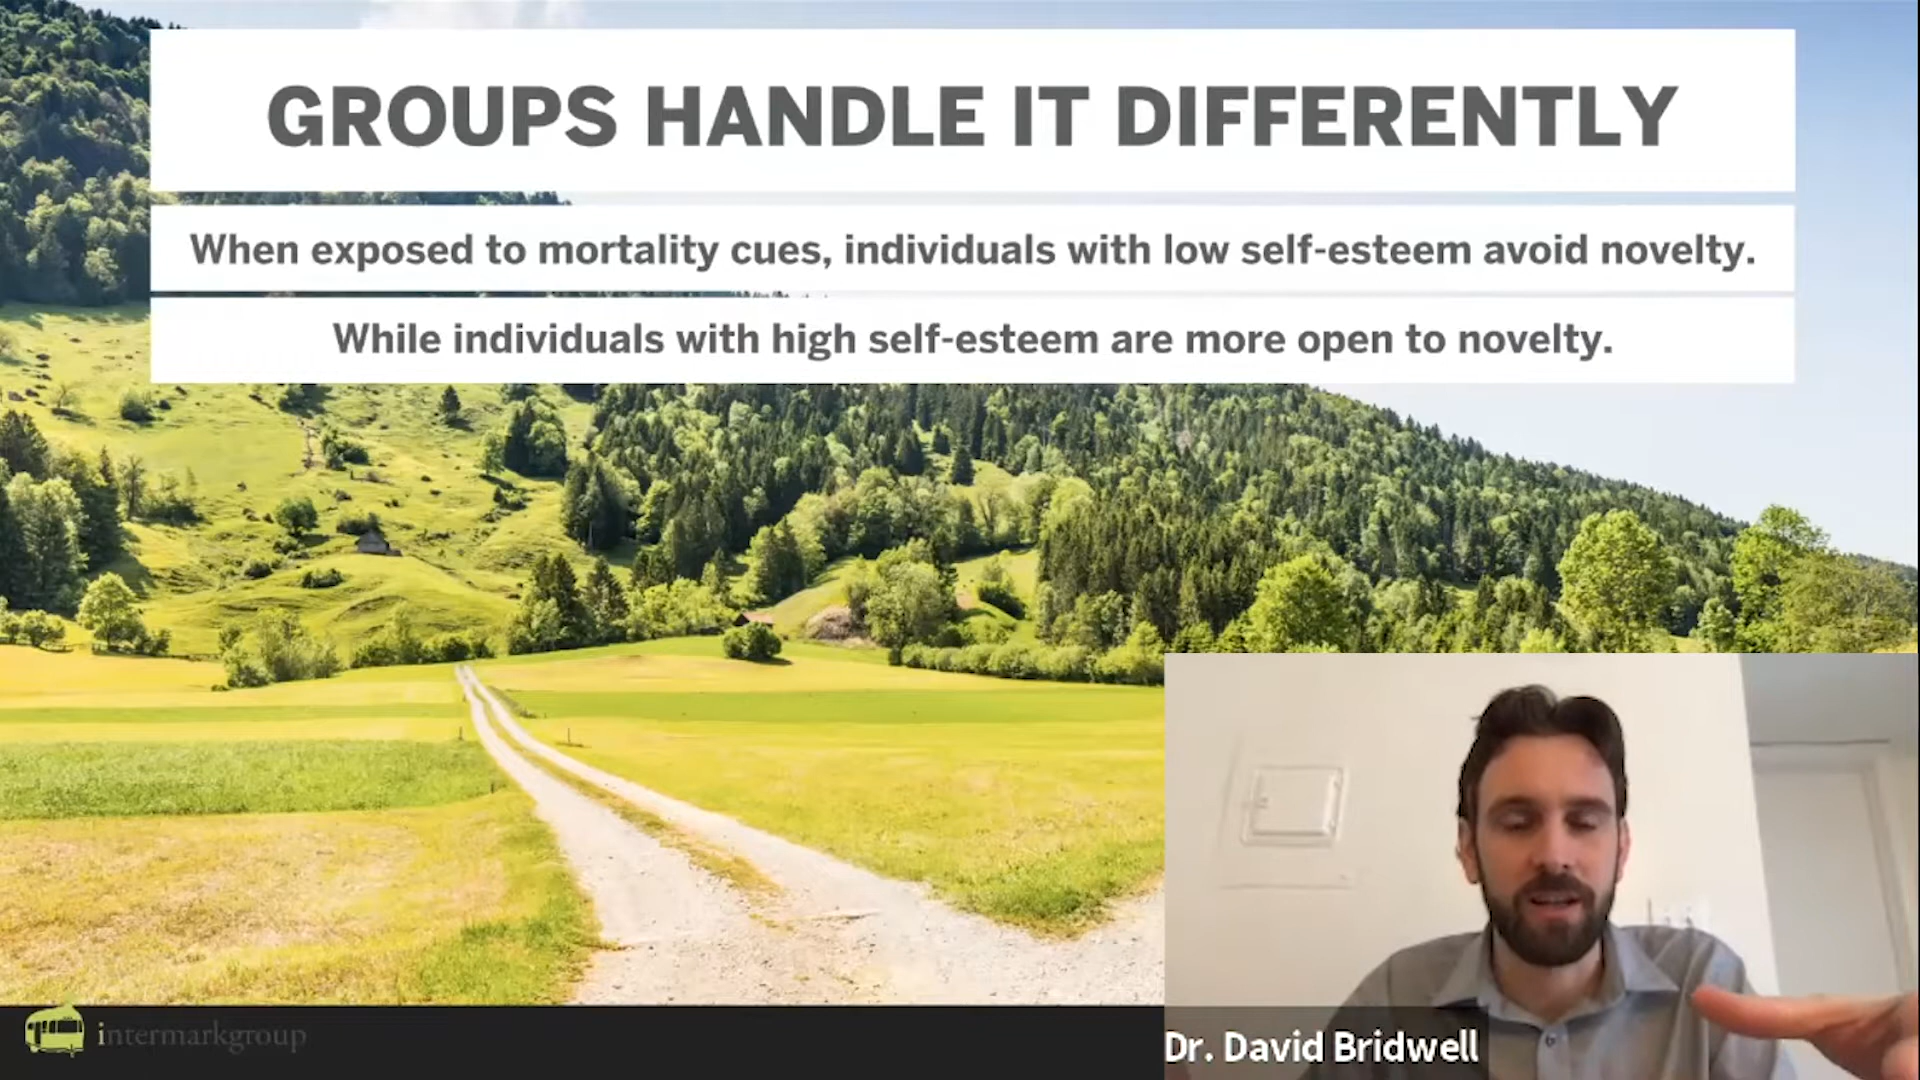 GROUPS HANDLE IT DIFFERENTLY
When exposed to mortality cues, individuals with low self-esteem avoid novelty.
While individuals with high self-esteem are more open to novelty.
intermarkgroup
Dr. David Bridwell